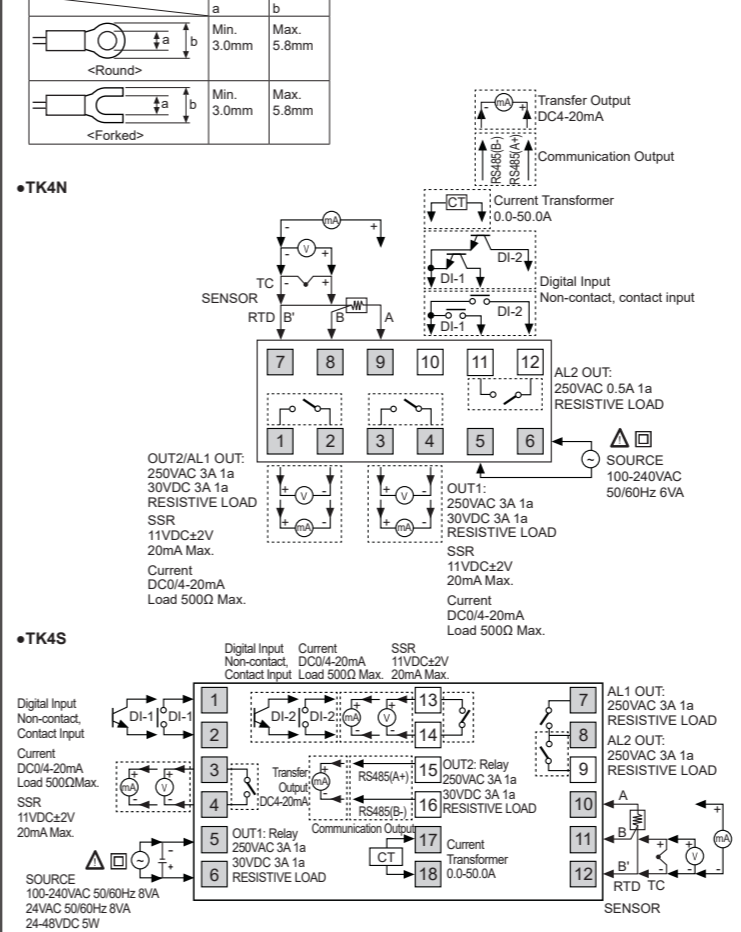 a b
Min. 3.0mm
Max. 5.8mm
a
b
<Round>
Min. 3.0mm
Max. 5.8mm
a
b
<Forked>
Transfer Output
DC4-20mA
- mA +
RS485(B-)
RS485(A+)
Communication Output
●TK4N
CT
Current Transformer
0.0-50.0A
- mA +
- V +
TC - +
SENSOR
RTD B' B A
DI-2
DI-1
Digital Input
Non-contact, contact input
DI-2
DI-1
7 8 9 10 11 12
AL2 OUT:
250VAC 0.5A 1a
RESISTIVE LOAD
1 2 3 4 5 6
~
SOURCE
100-240VAC
50/60Hz 6VA
OUT2/AL1 OUT:
250VAC 3A 1a
30VDC 3A 1a
RESISTIVE LOAD
SSR
11VDC±2V
20mA Max.
Current
DC0/4-20mA
Load 500Ω Max.
+ V -
+ mA -
+ V -
+ mA -
OUT1:
250VAC 3A 1a
30VDC 3A 1a
RESISTIVE LOAD
SSR
11VDC±2V
20mA Max.
Current
DC0/4-20mA
Load 500Ω Max.
●TK4S
Digital Input
Non-contact,
Contact Input
Current
DC0/4-20mA
Load 500Ω Max.
SSR
11VDC±2V
20mA Max.
Digital Input
Non-contact,
Contact Input
DI-1 DI-1
1
2
DI-2 DI-2
+ mA -
+ V -
13
14
Current
DC0/4-20mA
Load 500ΩMax.
SSR
11VDC±2V
20mA Max.
+ mA -
+ V -
3
4
Transfer
Output
DC4-20mA
+ mA -
RS485(A+)
RS485(B-)
Communication Output
15
16
OUT2: Relay
250VAC 3A 1a
30VDC 3A 1a
RESISTIVE LOAD
~ - +
5
6
OUT1: Relay
250VAC 3A 1a
30VDC 3A 1a
RESISTIVE LOAD
SOURCE
100-240VAC 50/60Hz 8VA
24VAC 50/60Hz 8VA
24-48VDC 5W
CT
17
18
Current
Transformer
0.0-50.0A
7
8
9
AL1 OUT:
250VAC 3A 1a
RESISTIVE LOAD
AL2 OUT:
250VAC 3A 1a
RESISTIVE LOAD
10
11
12
A
B
B'
RTD TC
+ -
+ V -
+ mA -
SENSOR